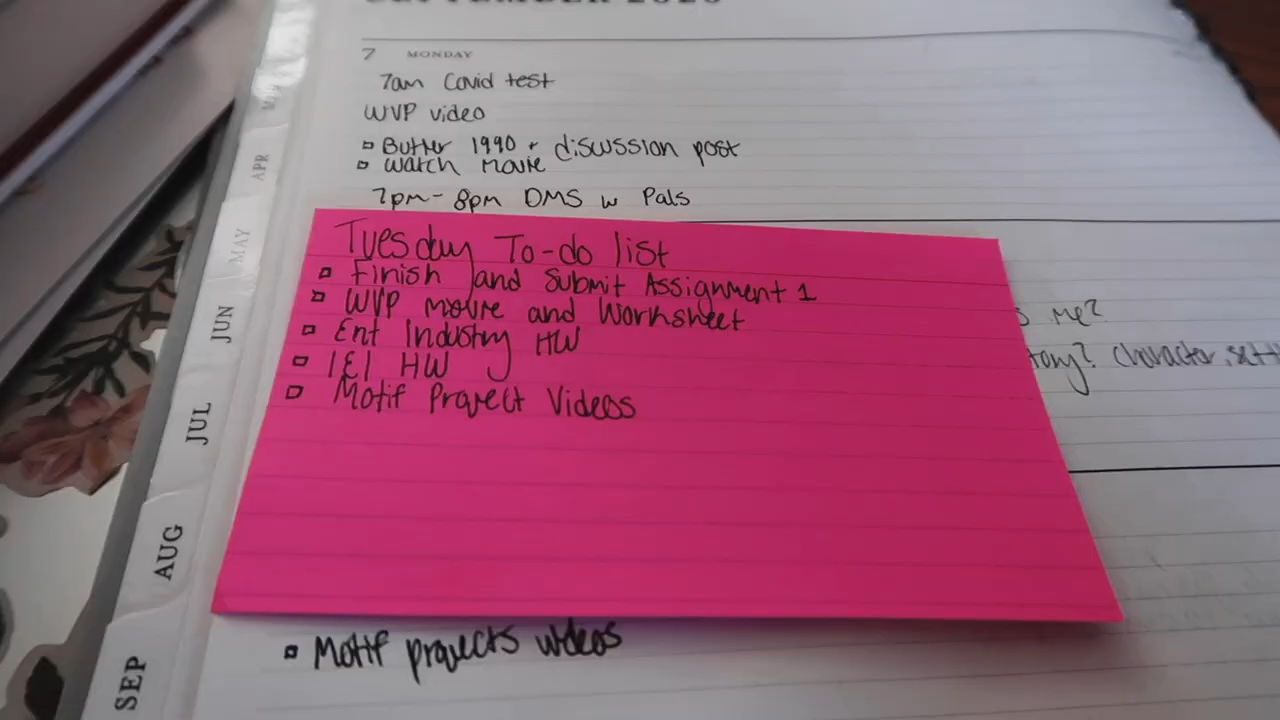 SEPTEMBER 2020
7 MONDAY
7am Covid test
WVP video
Butler 1990 + discussion post
Watch movie
7pm - 8pm DMS w Pals
Tuesday To-do list
Finish and Submit Assignment 1
WVP movie and Worksheet
Ent Industry HW
I&I HW
Motif Project Videos
me?
character, sett
Motif projects videos
APR
MAY
JUN
JUL
AUG
SEP